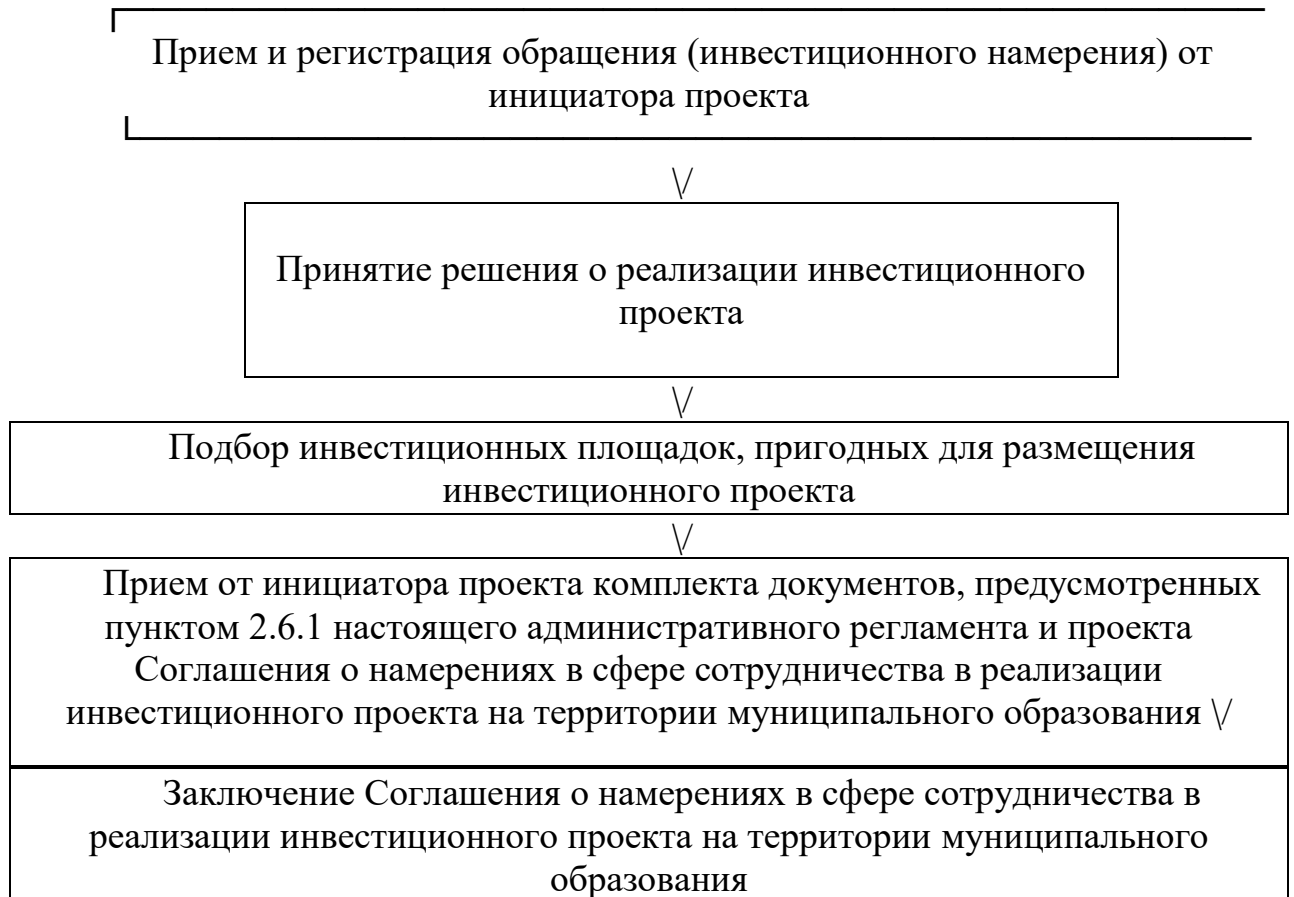 Прием и регистрация обращения (инвестиционного намерения) от
инициатора проекта
\/
Принятие решения о реализации инвестиционного
проекта
\/
Подбор инвестиционных площадок, пригодных для размещения
инвестиционного проекта
\/
Прием от инициатора проекта комплекта документов, предусмотренных
пунктом 2.6.1 настоящего административного регламента и проекта
Соглашения о намерениях в сфере сотрудничества в реализации
инвестиционного проекта на территории муниципального образования \/
Заключение Соглашения о намерениях в сфере сотрудничества в
реализации инвестиционного проекта на территории муниципального
образования